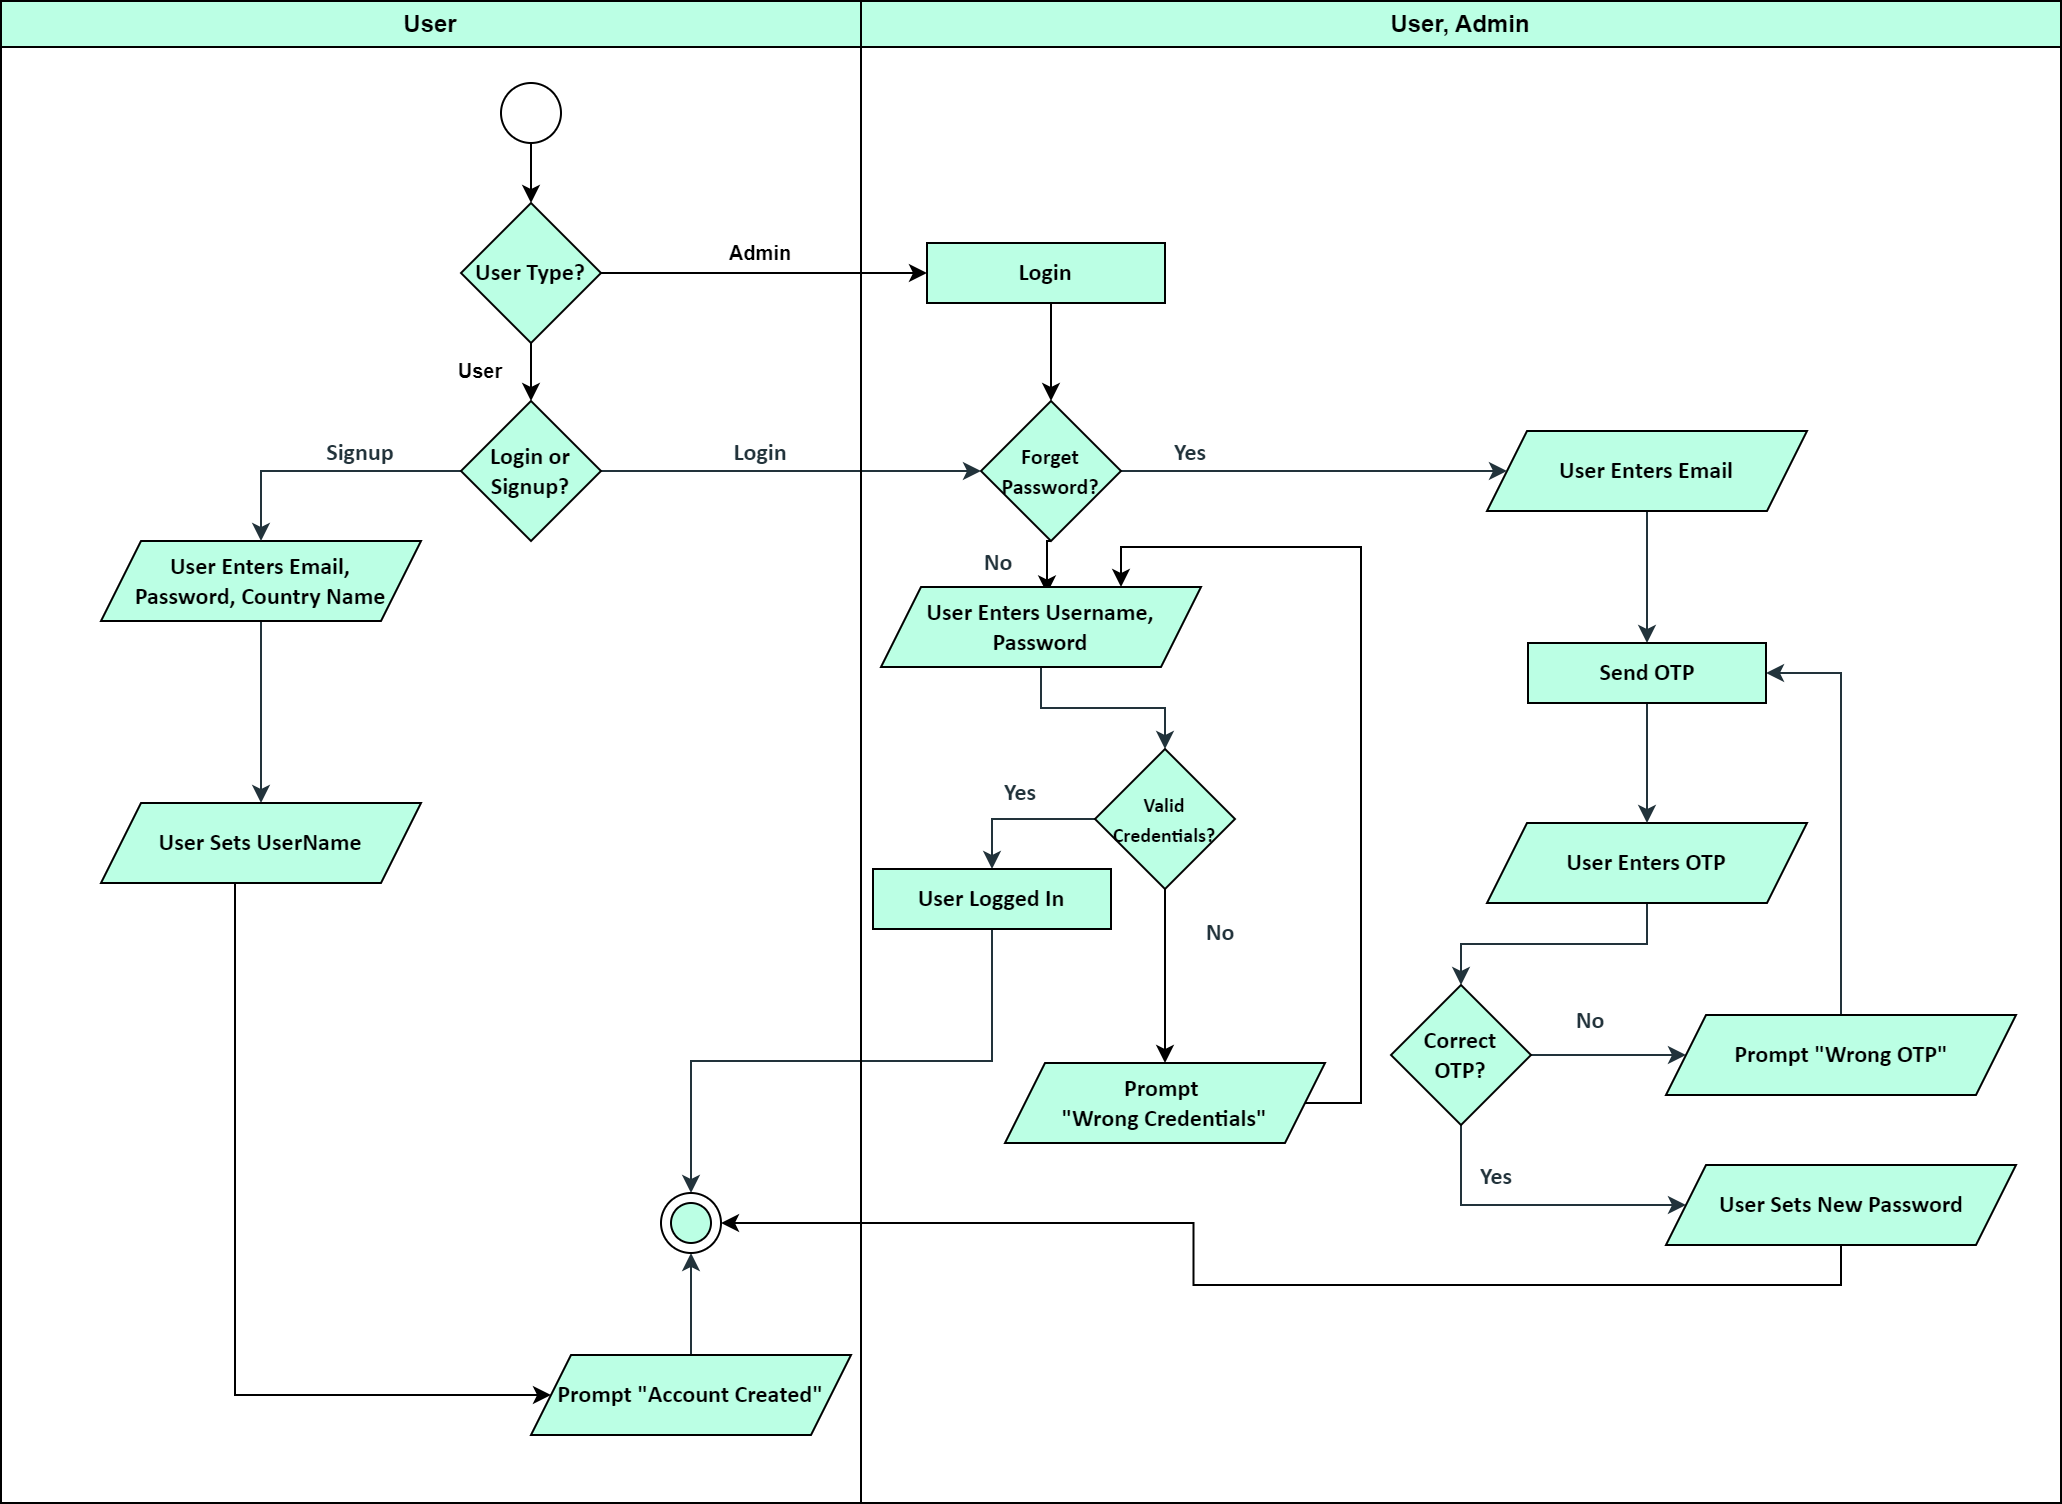 User
User, Admin
User Type?
Admin
Login
User
Signup
Login or
Signup?
Login
Forget
Password?
Yes
User Enters Email
User Enters Email,
Password, Country Name
No
User Enters Username,
Password
Send OTP
Yes
Valid
Credentials?
User Sets UserName
User Enters OTP
User Logged In
No
Correct
OTP?
No
Prompt "Wrong OTP"
Prompt
"Wrong Credentials"
Yes
User Sets New Password
Prompt "Account Created"